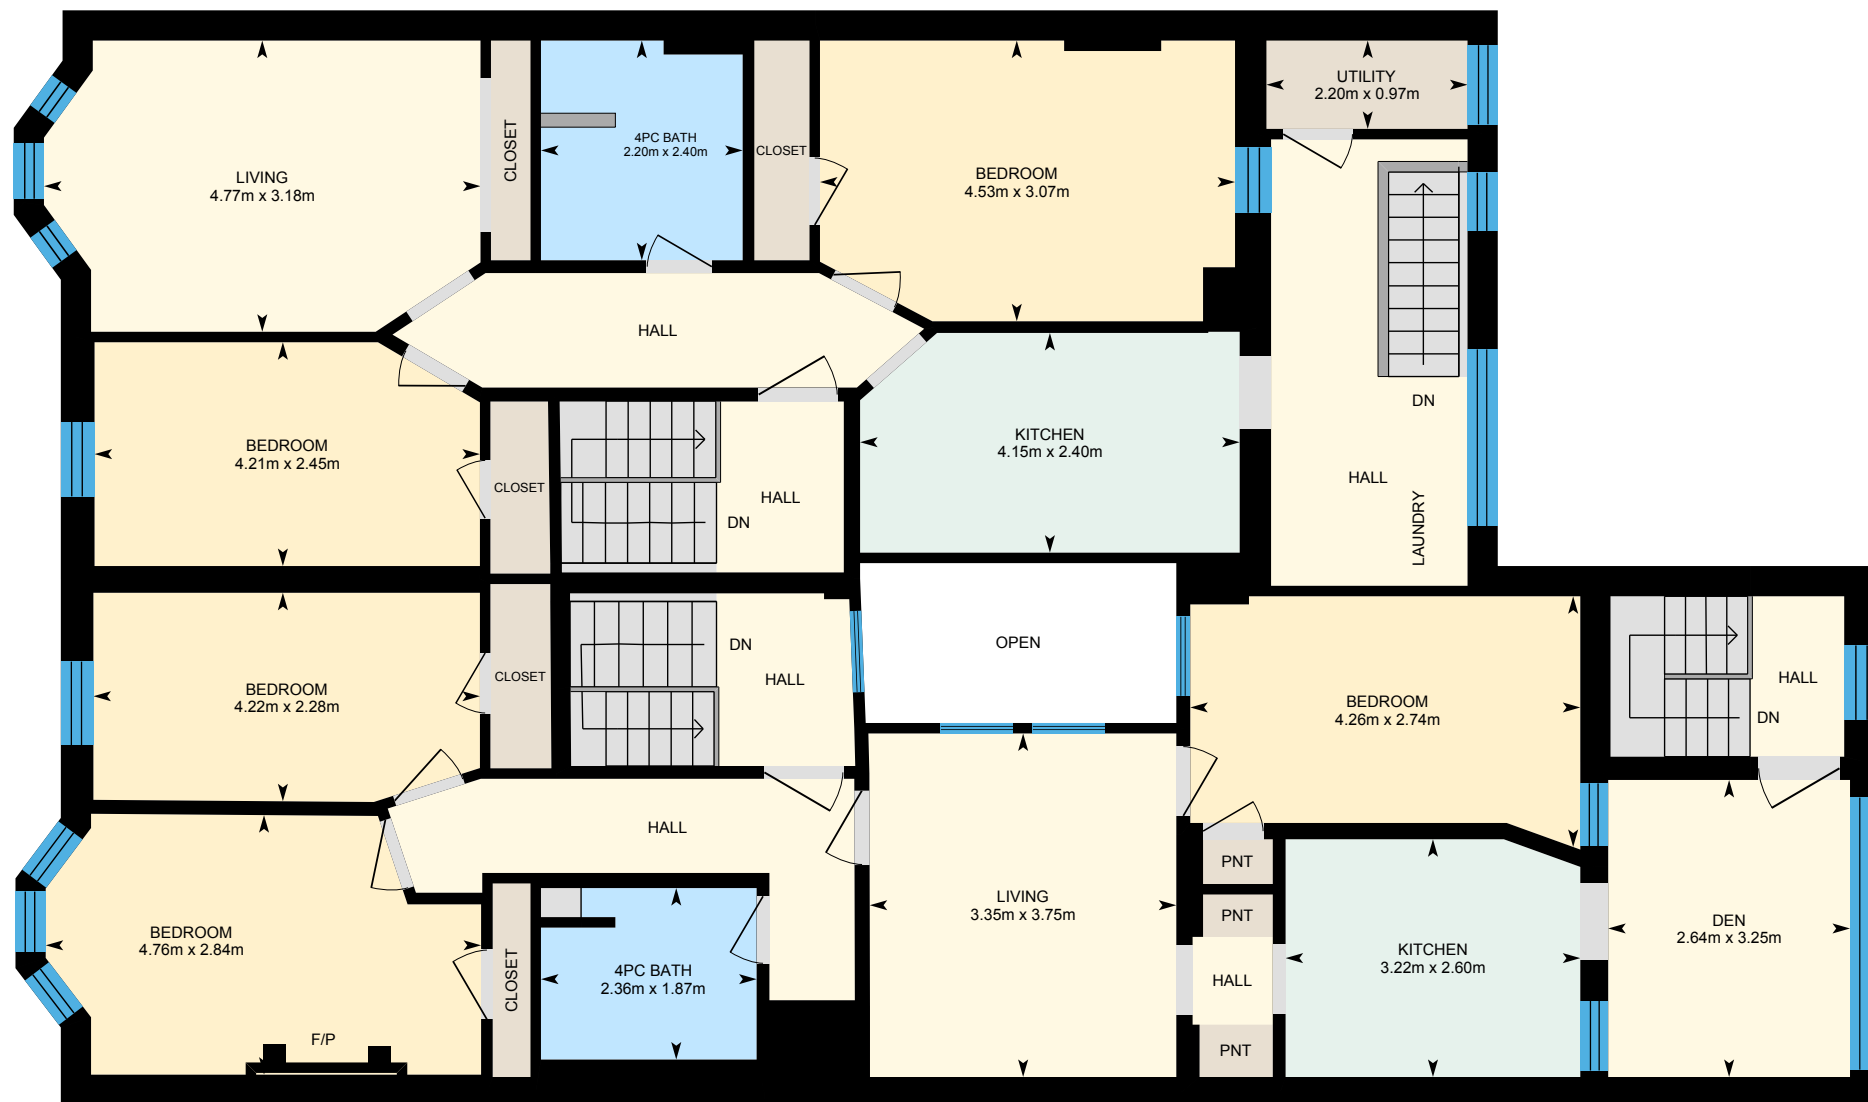 UTILITY
2.20m x 0.97m
CLOSET
4PC BATH
2.20m x 2.40m
CLOSET
LIVING
4.77m x 3.18m
BEDROOM
4.53m x 3.07m
HALL
DN
BEDROOM
4.21m x 2.45m
CLOSET
HALL
DN
KITCHEN
4.15m x 2.40m
HALL
LAUNDRY
OPEN
DN
HALL
CLOSET
BEDROOM
4.22m x 2.28m
BEDROOM
4.26m x 2.74m
HALL
DN
HALL
PNT
LIVING
3.35m x 3.75m
PNT
DEN
2.64m x 3.25m
BEDROOM
4.76m x 2.84m
CLOSET
4PC BATH
2.36m x 1.87m
KITCHEN
3.22m x 2.60m
HALL
F/P
PNT